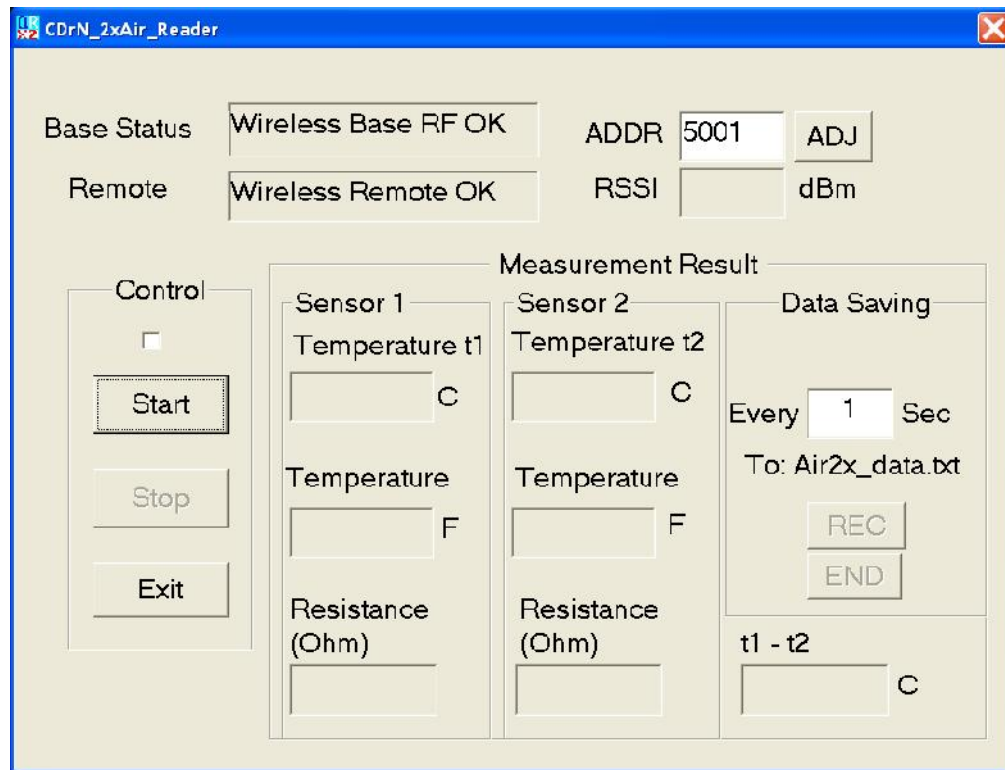 CDrN_2xAir_Reader
Base Status Wireless Base RF OK ADDR 5001 ADJ
Remote Wireless Remote OK RSSI dBm
Measurement Result
Control
Start
Stop
Exit
Sensor 1
Temperature t1
C
Temperature
F
Resistance
(Ohm)
Sensor 2
Temperature t2
C
Temperature
F
Resistance
(Ohm)
Data Saving
Every 1 Sec
To: Air2x_data.txt
REC
END
t1 - t2
C